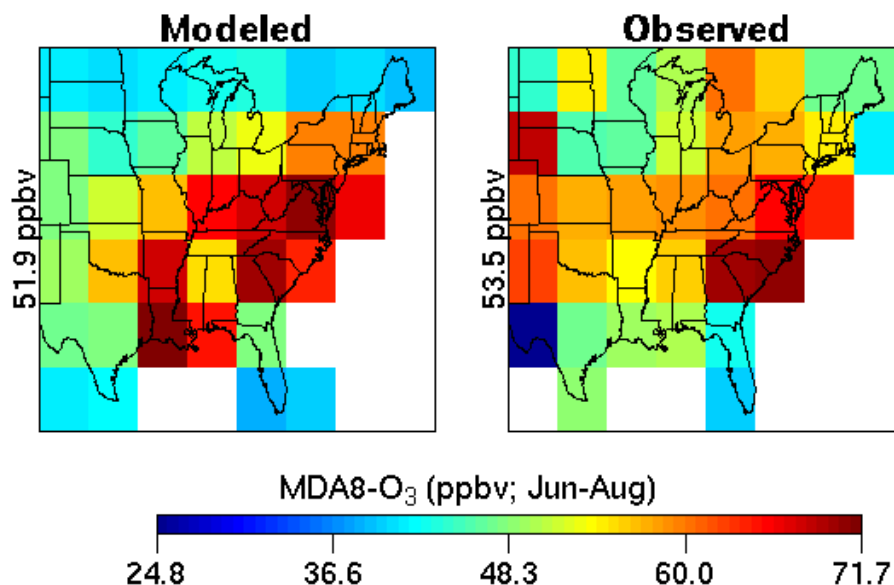 Modeled
Observed
51.9 ppbv
53.5 ppbv
MDA8-O₃ (ppbv; Jun-Aug)
24.8 36.6 48.3 60.0 71.7